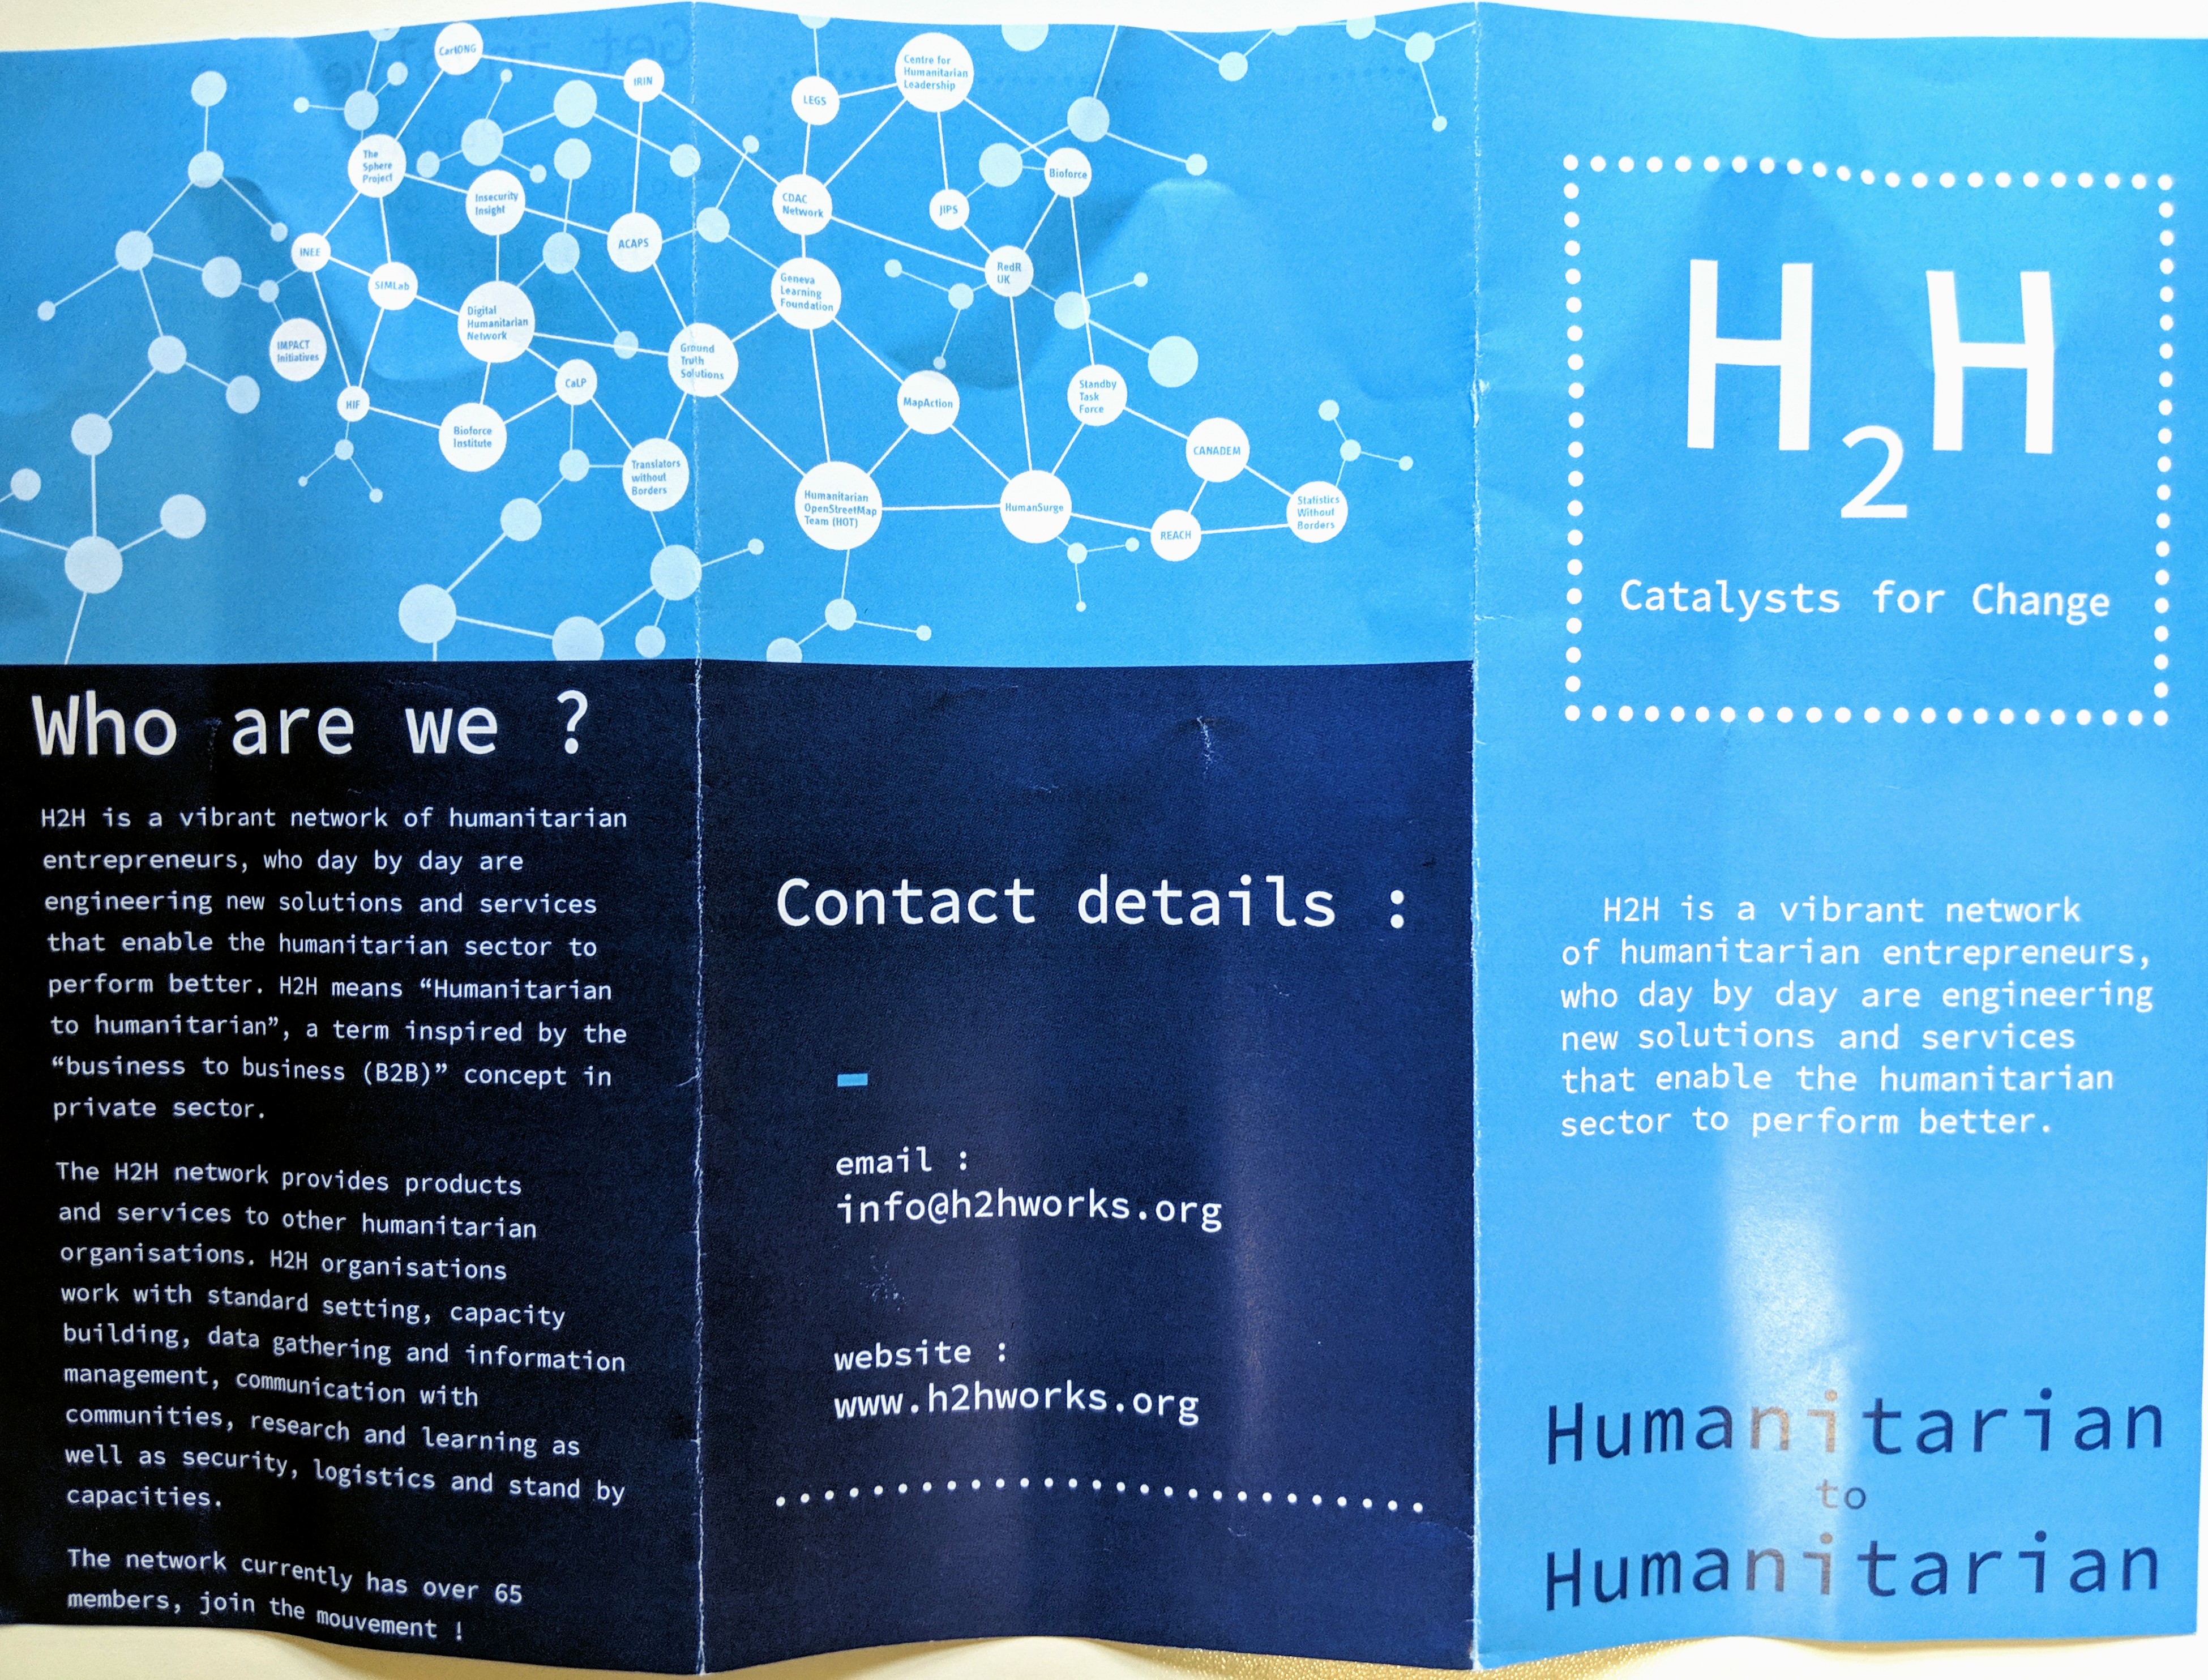 CartONG
IRIN
The
Sphere
Project
Insecurity
Insight
ACAPS
INEE
SIMLab
Digital
Humanitarian
Network
IMPACT
Initiatives
HIF
CaLP
Bioforce
Institute
Ground
Truth
Solutions
Translators
without
Borders
LEGS
Centre for
Humanitarian
Leadership
CDAC
Network
JIPS
Bioforce
RedR
UK
Geneva
Learning
Foundation
MapAction
Standby
Task
Force
CANADEM
Humanitarian
OpenStreetMap
Team (HOT)
HumanSurge
REACH
Statistics
Without
Borders
Who are we ?
H2H is a vibrant network of humanitarian
entrepreneurs, who day by day are
engineering new solutions and services
that enable the humanitarian sector to
perform better. H2H means “Humanitarian
to humanitarian”, a term inspired by the
“business to business (B2B)” concept in
private sector.
The H2H network provides products
and services to other humanitarian
organisations. H2H organisations
work with standard setting, capacity
building, data gathering and information
management, communication with
communities, research and learning as
well as security, logistics and stand by
capacities.
The network currently has over 65
members, join the mouvement !
Contact details :
email :
info@h2hworks.org
website :
www.h2hworks.org
H2H
Catalysts for Change
H2H is a vibrant network
of humanitarian entrepreneurs,
who day by day are engineering
new solutions and services
that enable the humanitarian
sector to perform better.
Humanitarian
to
Humanitarian